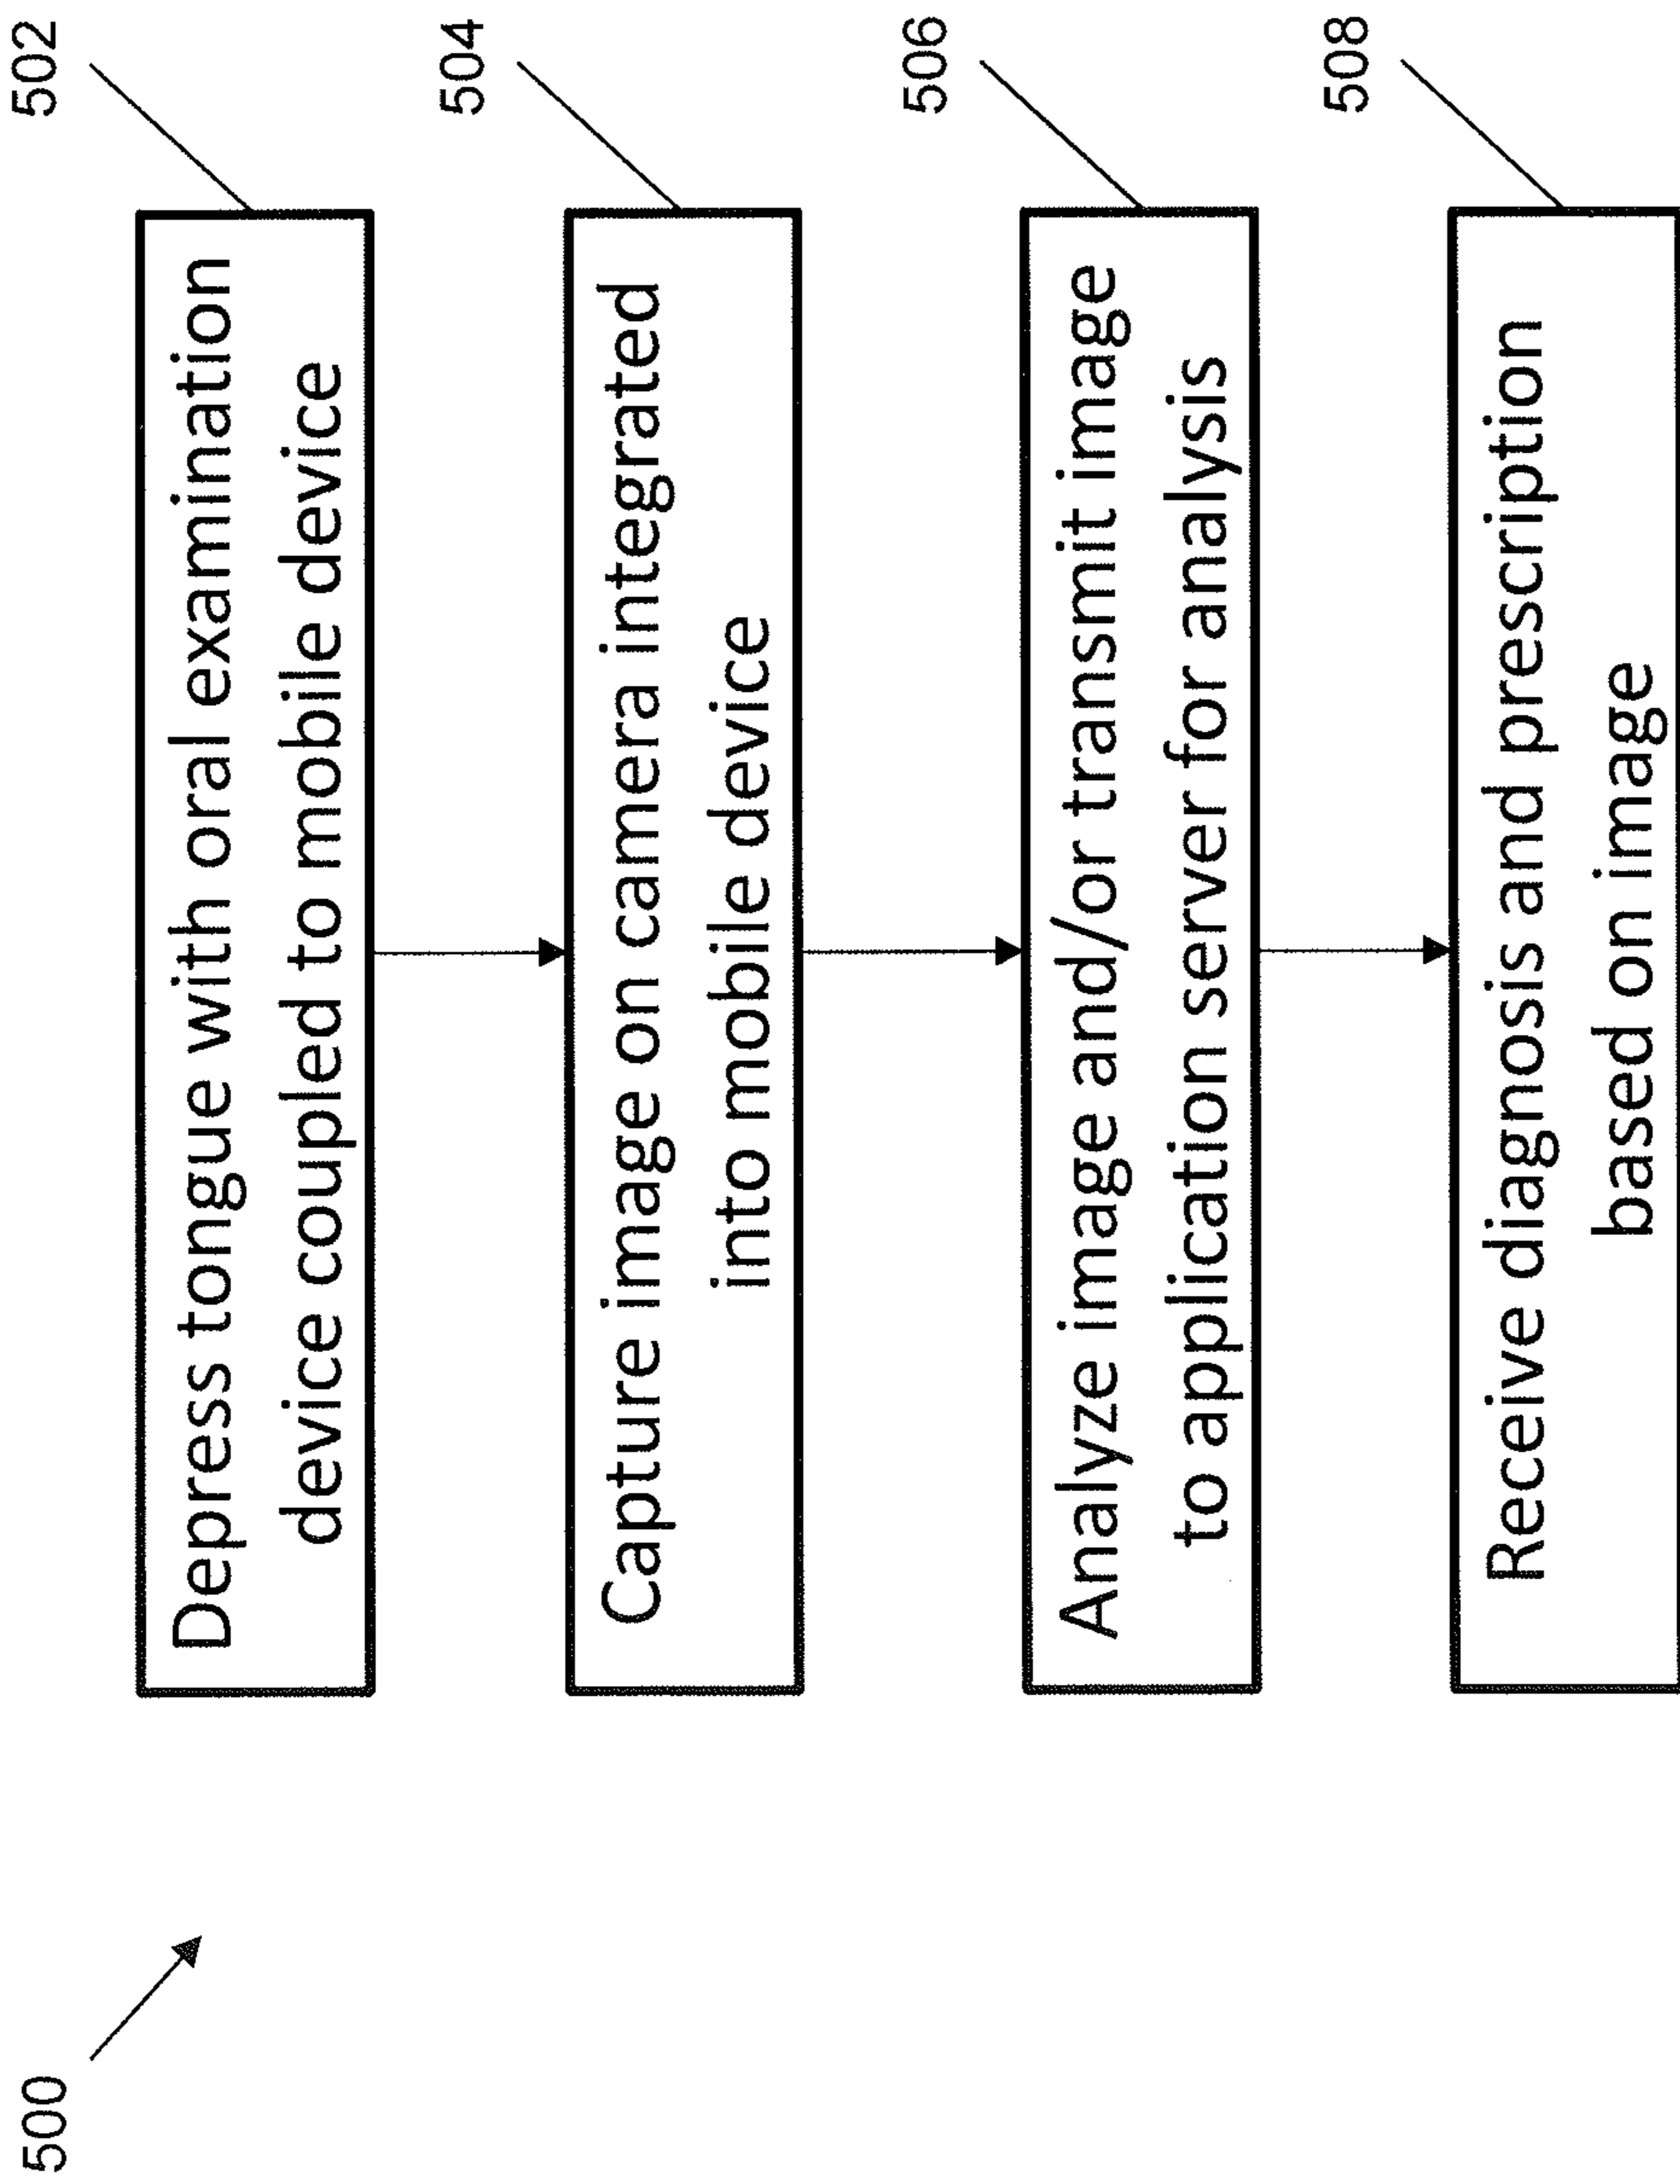 500
502
Depress tongue with oral examination
device coupled to mobile device
504
Capture image on camera integrated
into mobile device
506
Analyze image and/or transmit image
to application server for analysis
508
Receive diagnosis and prescription
based on image